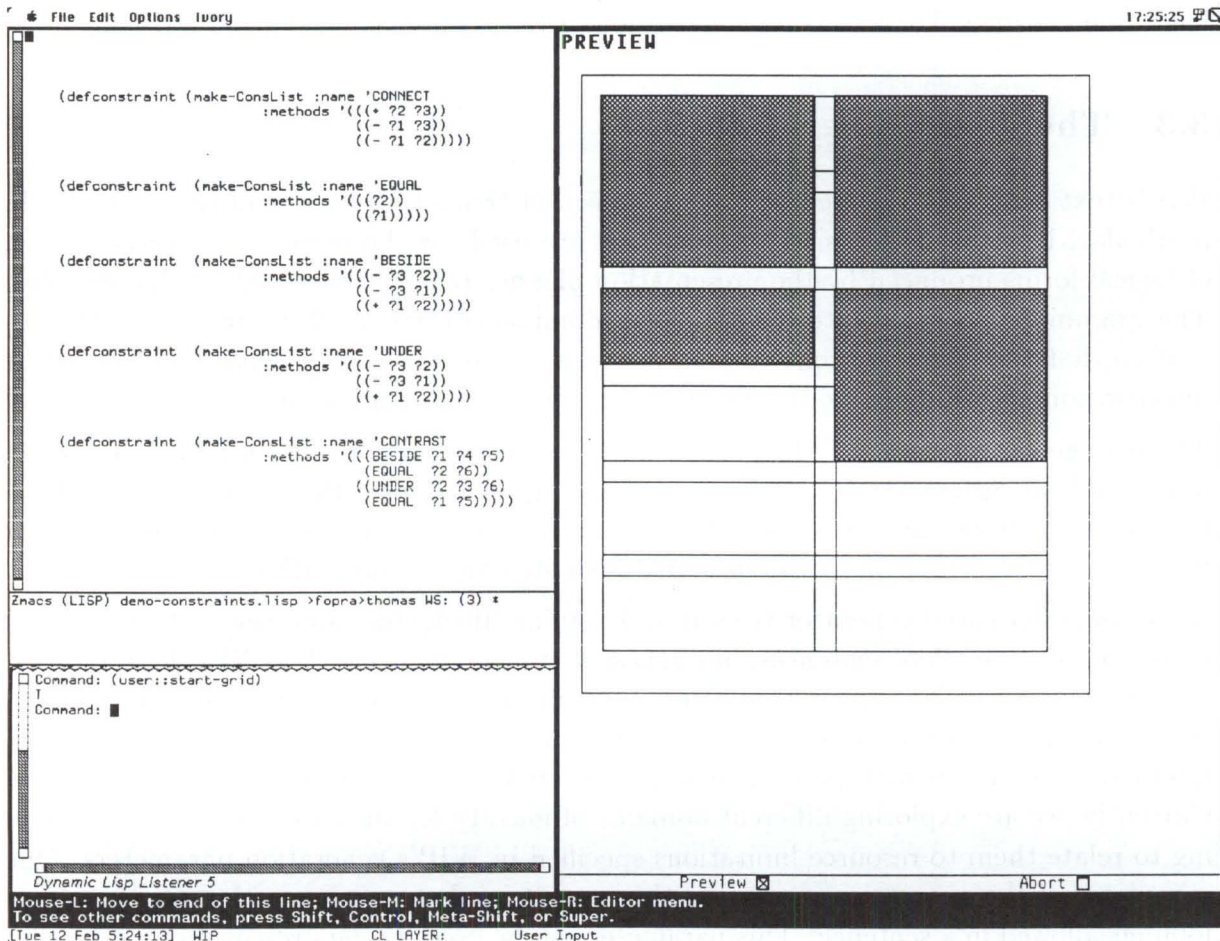 File Edit Options Ivory
17:25:25
PREVIEW
(defconstraint (make-ConsList :name 'CONNECT
:methods '(((+ ?2 ?3))
((- ?1 ?3))
((- ?1 ?2)))))
(defconstraint (make-ConsList :name 'EQUAL
:methods '(((?2))
((?1)))))
(defconstraint (make-ConsList :name 'BESIDE
:methods '(((- ?3 ?2))
((- ?3 ?1))
((+ ?1 ?2)))))
(defconstraint (make-ConsList :name 'UNDER
:methods '(((- ?3 ?2))
((- ?3 ?1))
((+ ?1 ?2)))))
(defconstraint (make-ConsList :name 'CONTRAST
:methods '(((BESIDE ?1 ?4 ?5)
(EQUAL ?2 ?6))
((UNDER ?2 ?3 ?6)
(EQUAL ?1 ?5)))))
Zmacs (LISP) demo-constraints.lisp >fopra>thomas WS: (3) *
Command: (user::start-grid)
T
Command:
Dynamic Lisp Listener 5
Preview
Abort
Mouse-L: Move to end of this line; Mouse-M: Mark line; Mouse-R: Editor menu.
To see other commands, press Shift, Control, Meta-Shift, or Super.
[Tue 12 Feb 5:24:13] WIP CL LAYER: User Input